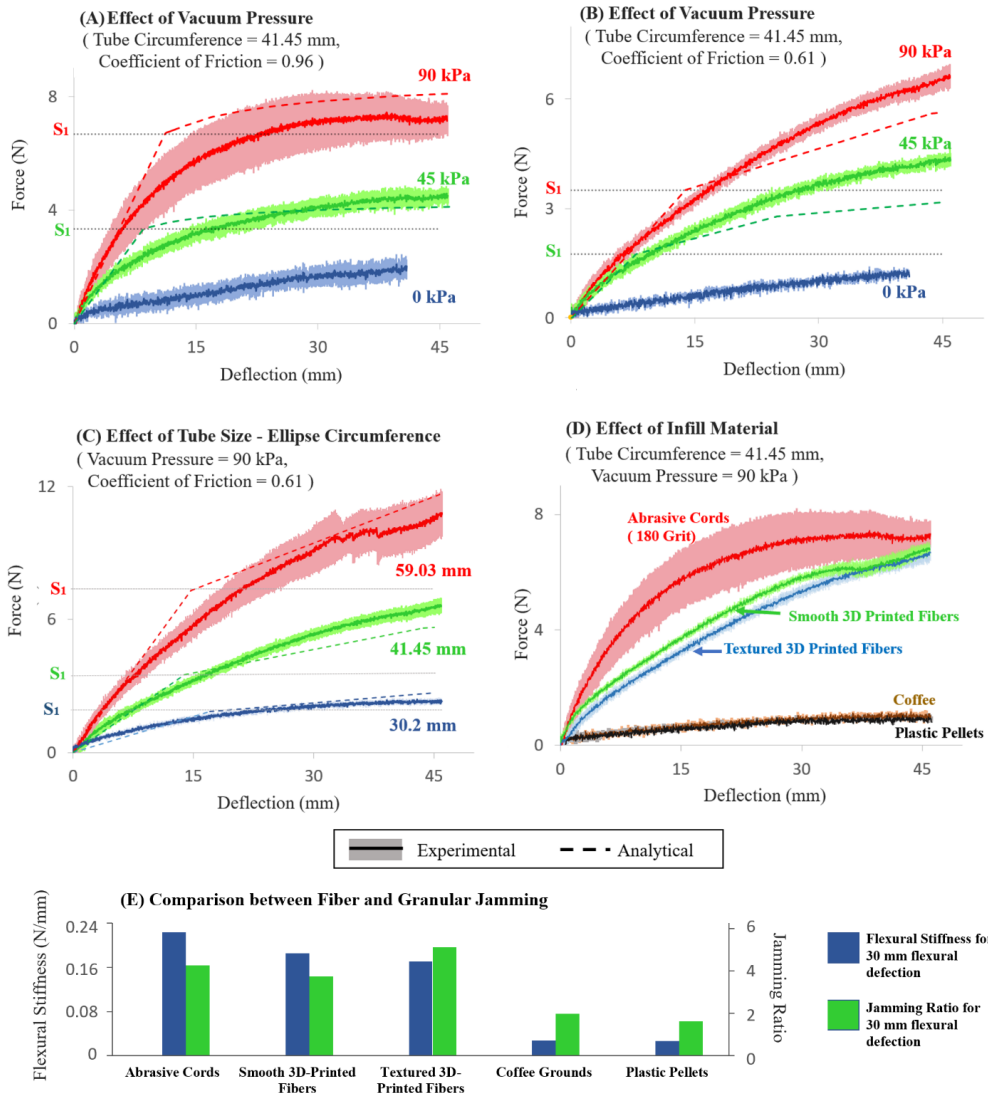 (A) Effect of Vacuum Pressure
( Tube Circumference = 41.45 mm,
Coefficient of Friction = 0.96 )
90 kPa
8
S1
45 kPa
Force (N)
4
S1
0 kPa
0
0 15 30 45
Deflection (mm)
(B) Effect of Vacuum Pressure
( Tube Circumference = 41.45 mm,
Coefficient of Friction = 0.61 )
90 kPa
6
45 kPa
Force (N)
S1
3
S1
0 kPa
0
0 15 30 45
Deflection (mm)
(C) Effect of Tube Size - Ellipse Circumference
( Vacuum Pressure = 90 kPa,
Coefficient of Friction = 0.61 )
12
S1
59.03 mm
Force (N)
6
41.45 mm
S1
S1
30.2 mm
0
0 15 30 45
Deflection (mm)
(D) Effect of Infill Material
( Tube Circumference = 41.45 mm,
Vacuum Pressure = 90 kPa )
8
Abrasive Cords
( 180 Grit)
Smooth 3D Printed Fibers
Force (N)
4
Textured 3D Printed Fibers
Coffee
Plastic Pellets
0
0 15 30 45
Deflection (mm)
Experimental Analytical
(E) Comparison between Fiber and Granular Jamming
Flexural Stiffness (N/mm)
0.24
0.16
0.08
0
6
4
2
0
Jamming Ratio
Abrasive Cords Smooth 3D-Printed Textured 3D- Coffee Grounds Plastic Pellets
Fibers Printed Fibers
Flexural Stiffness for
30 mm flexural
defection
Jamming Ratio for
30 mm flexural
defection